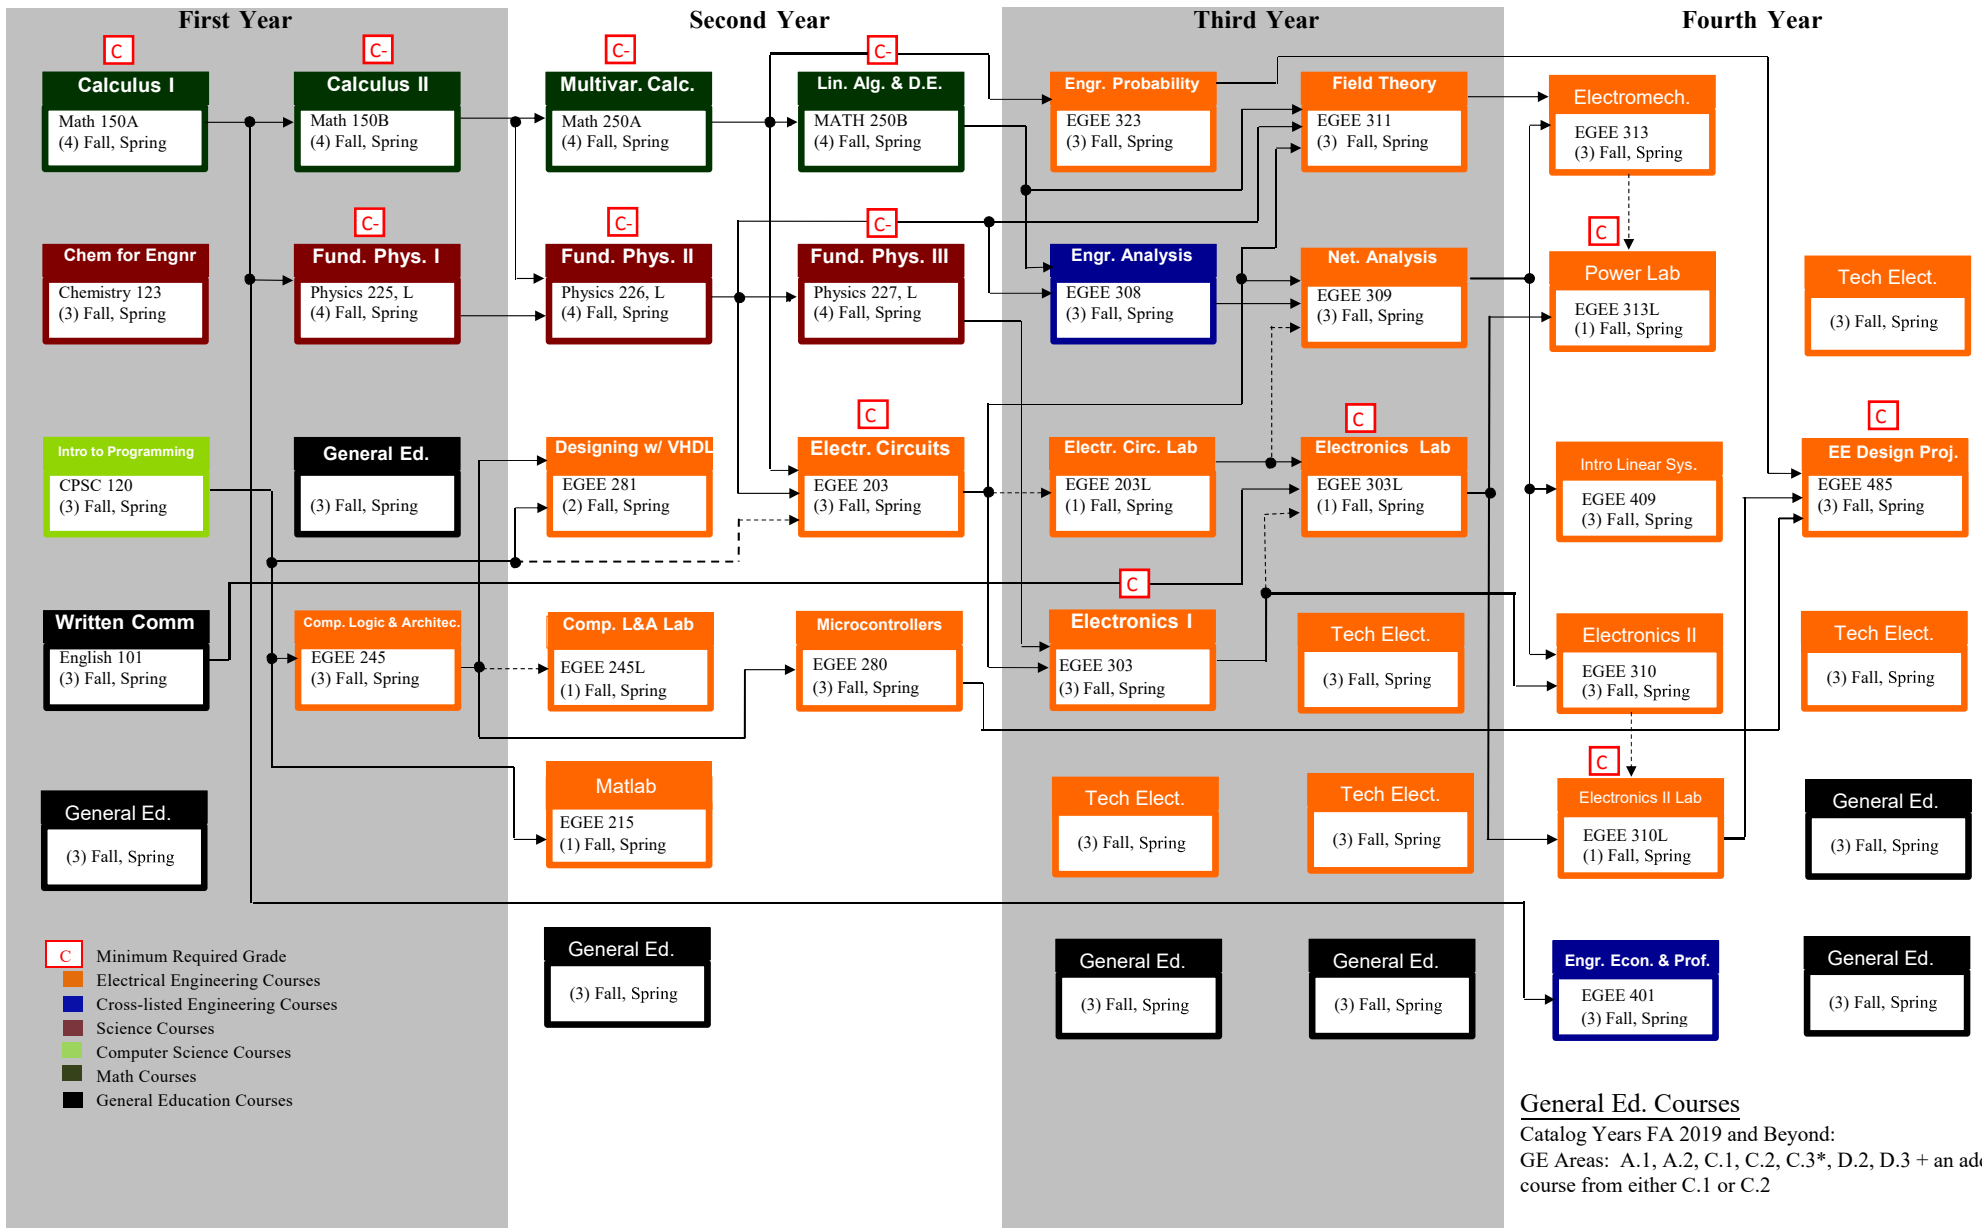 First Year
Second Year
Third Year
Fourth Year
C
C-
C-
C-
Calculus I
Math 150A
(4) Fall, Spring
Calculus II
Math 150B
(4) Fall, Spring
Multivar. Calc.
Math 250A
(4) Fall, Spring
Lin. Alg. & D.E.
MATH 250B
(4) Fall, Spring
Engr. Probability
EGEE 323
(3) Fall, Spring
Field Theory
EGEE 311
(3) Fall, Spring
Electromech.
EGEE 313
(3) Fall, Spring
C-
C-
C-
C
Chem for Engnr
Chemistry 123
(3) Fall, Spring
Fund. Phys. I
Physics 225, L
(4) Fall, Spring
Fund. Phys. II
Physics 226, L
(4) Fall, Spring
Fund. Phys. III
Physics 227, L
(4) Fall, Spring
Engr. Analysis
EGEE 308
(3) Fall, Spring
Net. Analysis
EGEE 309
(3) Fall, Spring
Power Lab
EGEE 313L
(1) Fall, Spring
Tech Elect.
(3) Fall, Spring
C
C
C
Intro to Programming
CPSC 120
(3) Fall, Spring
General Ed.
(3) Fall, Spring
Designing w/ VHDL
EGEE 281
(2) Fall, Spring
Electr. Circuits
EGEE 203
(3) Fall, Spring
Electr. Circ. Lab
EGEE 203L
(1) Fall, Spring
Electronics Lab
EGEE 303L
(1) Fall, Spring
Intro Linear Sys.
EGEE 409
(3) Fall, Spring
EE Design Proj.
EGEE 485
(3) Fall, Spring
C
Written Comm
English 101
(3) Fall, Spring
Comp. Logic & Architec.
EGEE 245
(3) Fall, Spring
Comp. L&A Lab
EGEE 245L
(1) Fall, Spring
Microcontrollers
EGEE 280
(3) Fall, Spring
Electronics I
EGEE 303
(3) Fall, Spring
Tech Elect.
(3) Fall, Spring
Electronics II
EGEE 310
(3) Fall, Spring
Tech Elect.
(3) Fall, Spring
C
General Ed.
(3) Fall, Spring
Matlab
EGEE 215
(1) Fall, Spring
Tech Elect.
(3) Fall, Spring
Tech Elect.
(3) Fall, Spring
Electronics II Lab
EGEE 310L
(1) Fall, Spring
General Ed.
(3) Fall, Spring
General Ed.
(3) Fall, Spring
General Ed.
(3) Fall, Spring
General Ed.
(3) Fall, Spring
Engr. Econ. & Prof.
EGEE 401
(3) Fall, Spring
General Ed.
(3) Fall, Spring
C Minimum Required Grade
Electrical Engineering Courses
Cross-listed Engineering Courses
Science Courses
Computer Science Courses
Math Courses
General Education Courses
General Ed. Courses
Catalog Years FA 2019 and Beyond:
GE Areas: A.1, A.2, C.1, C.2, C.3*, D.2, D.3 + an
course from either C.1 or C.2